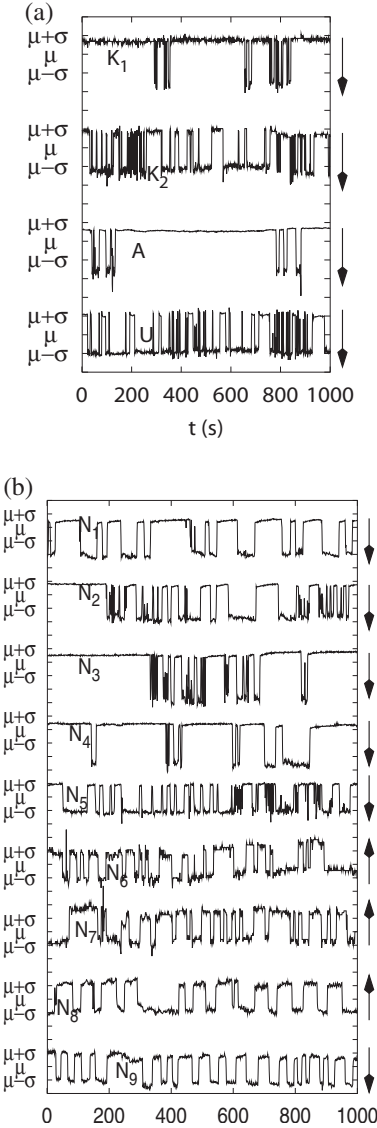 (a)
μ+σ
μ
μ−σ
K1
μ+σ
μ
μ−σ
K2
μ+σ
μ
μ−σ
A
μ+σ
μ
μ−σ
U
0 200 400 600 800 1000
t (s)
(b)
μ+σ
μ
μ−σ
N1
μ+σ
μ
μ−σ
N2
μ+σ
μ
μ−σ
N3
μ+σ
μ
μ−σ
N4
μ+σ
μ
μ−σ
N5
μ+σ
μ
μ−σ
N6
μ+σ
μ
μ−σ
N7
μ+σ
μ
μ−σ
N8
μ+σ
μ
μ−σ
N9
0 200 400 600 800 1000